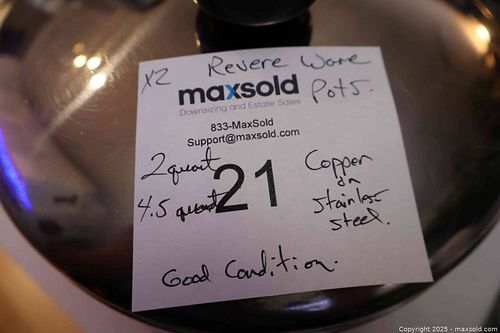 x2 Revere Ware
Pots.
maxsold
Downsizing and Estate Sales
833-MaxSold
Support@maxsold.com
2 quart
4.5 quart
21
Copper
on
stainless
steel.
Good Condition.
Copyright 2025 - maxsold.com